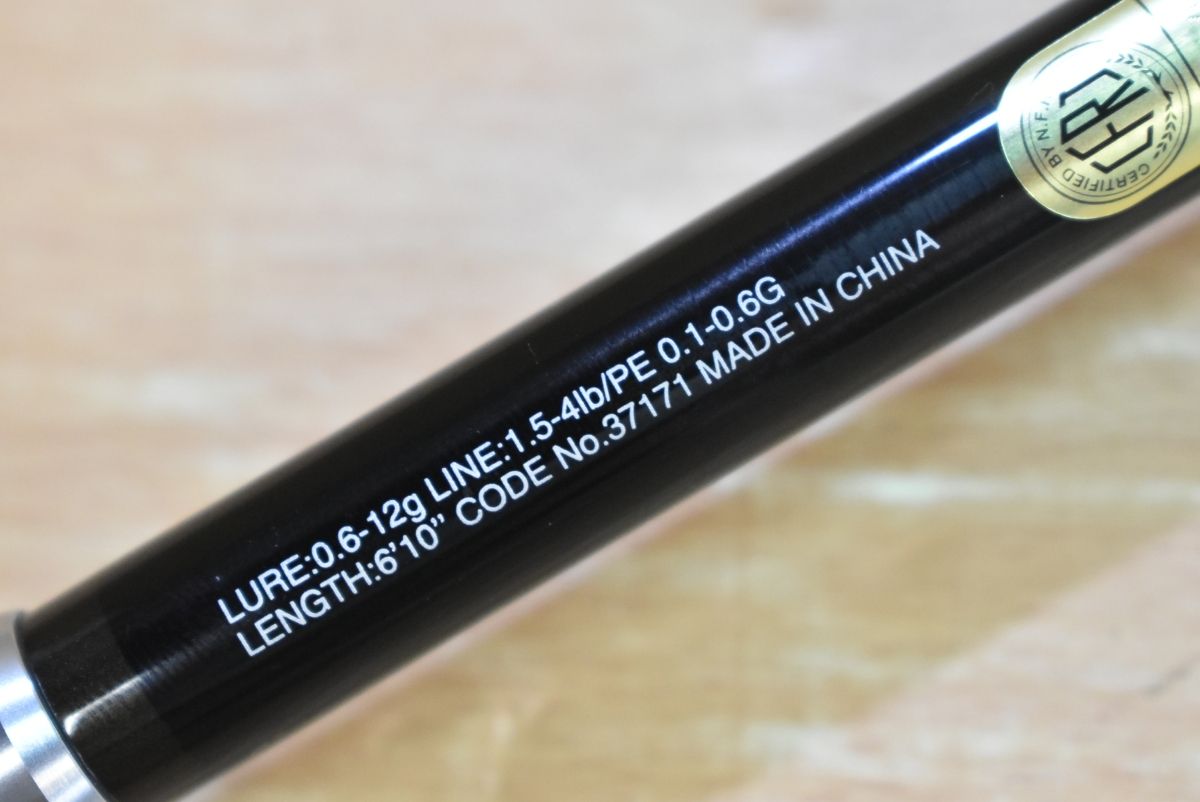 LURE:0.6-12g LINE:1.5-4lb/PE 0.1-0.6G
LENGTH:6'10” CODE No.37171 MADE IN CHINA
CERTIFIED BY N.F.